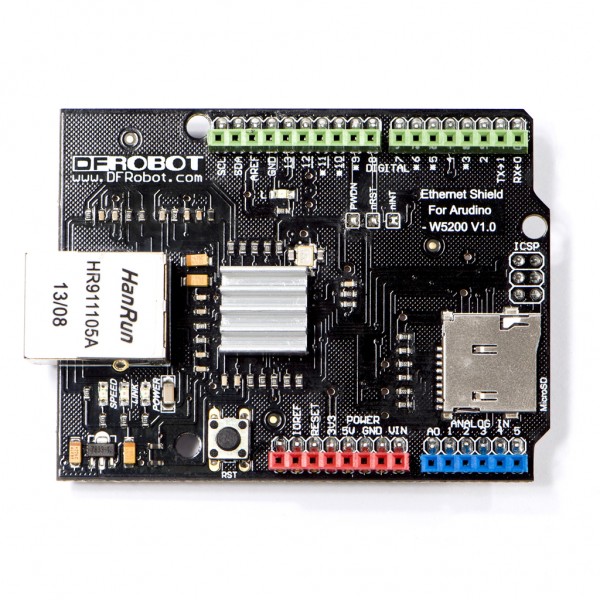 DFROBOT
www.DFRobot.com
SCL
SDA
AREF
GND
13
12
*11
*10
*9
8
DIGITAL
7
*6
*5
4
*3
2
TX→1
RX←0
L
PWDN
nRST
nINT
Ethernet Shield
For Arudino
- W5200 V1.0
ICSP
HanRun
HR911105A
13/08
SPEED
LINK
POWER
MicroSD
RST
IOREF
RESET
3V3
POWER
5V GND VIN
ANALOG IN
A0 1 2 3 4 5